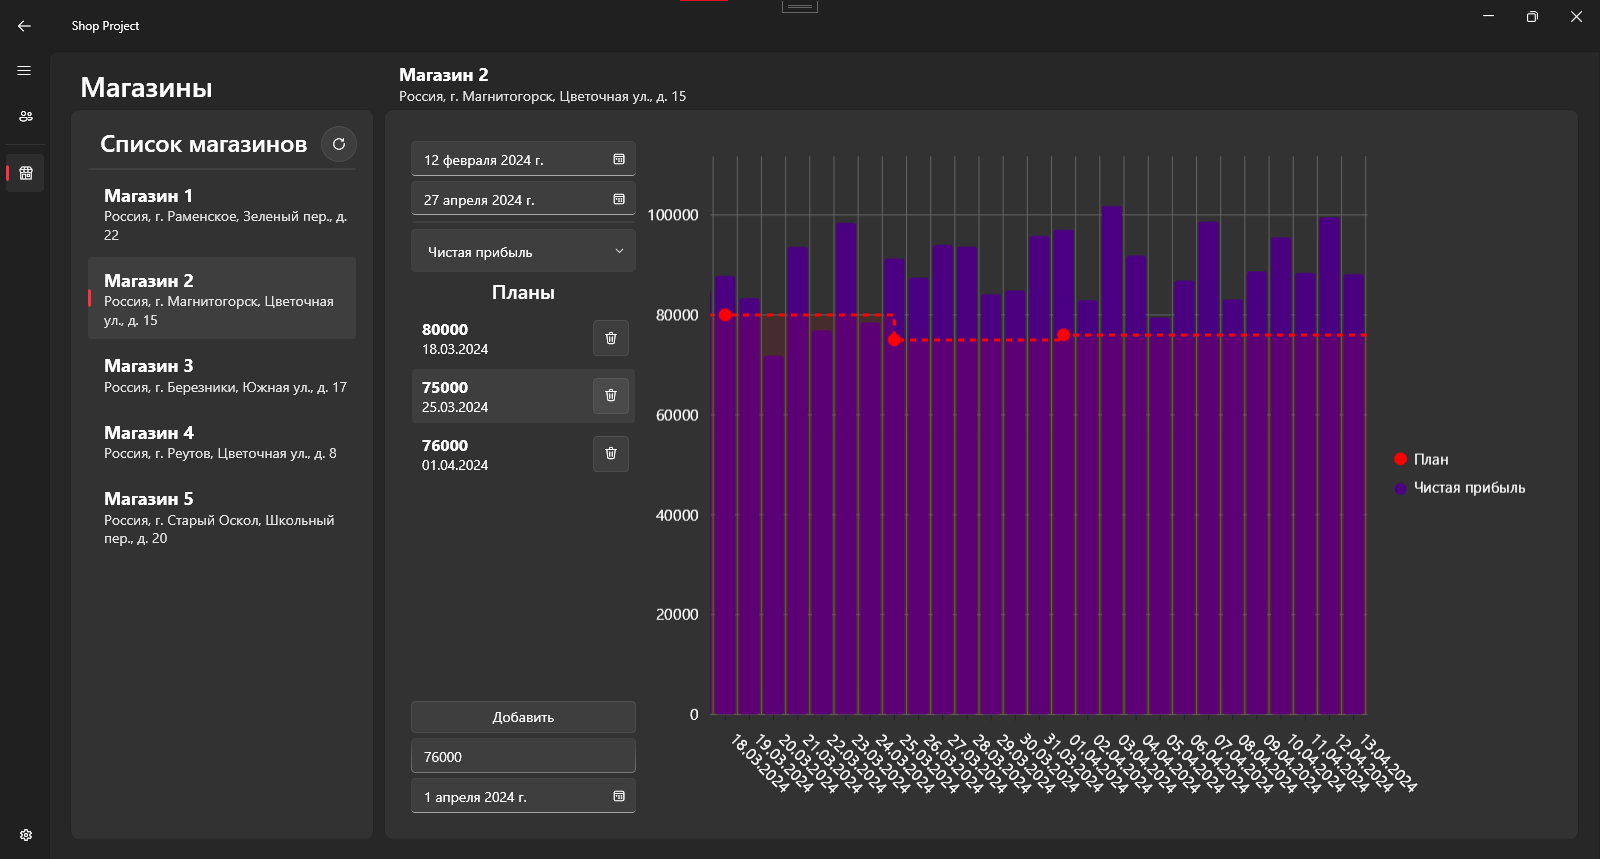 Shop Project
Магазины
Список магазинов
Магазин 1
Россия, г. Раменское, Зеленый пер., д.
22
Магазин 2
Россия, г. Магнитогорск, Цветочная
ул., д. 15
Магазин 3
Россия, г. Березники, Южная ул., д. 17
Магазин 4
Россия, г. Реутов, Цветочная ул., д. 8
Магазин 5
Россия, г. Старый Оскол, Школьный
пер., д. 20
Магазин 2
Россия, г. Магнитогорск, Цветочная ул., д. 15
12 февраля 2024 г.
27 апреля 2024 г.
Чистая прибыль
Планы
80000
18.03.2024
75000
25.03.2024
76000
01.04.2024
Добавить
76000
1 апреля 2024 г.
100000
80000
60000
40000
20000
0
18.03.2024
19.03.2024
20.03.2024
21.03.2024
22.03.2024
23.03.2024
24.03.2024
25.03.2024
26.03.2024
27.03.2024
28.03.2024
29.03.2024
30.03.2024
31.03.2024
01.04.2024
02.04.2024
03.04.2024
04.04.2024
05.04.2024
06.04.2024
07.04.2024
08.04.2024
09.04.2024
10.04.2024
11.04.2024
12.04.2024
13.04.2024
План
Чистая прибыль